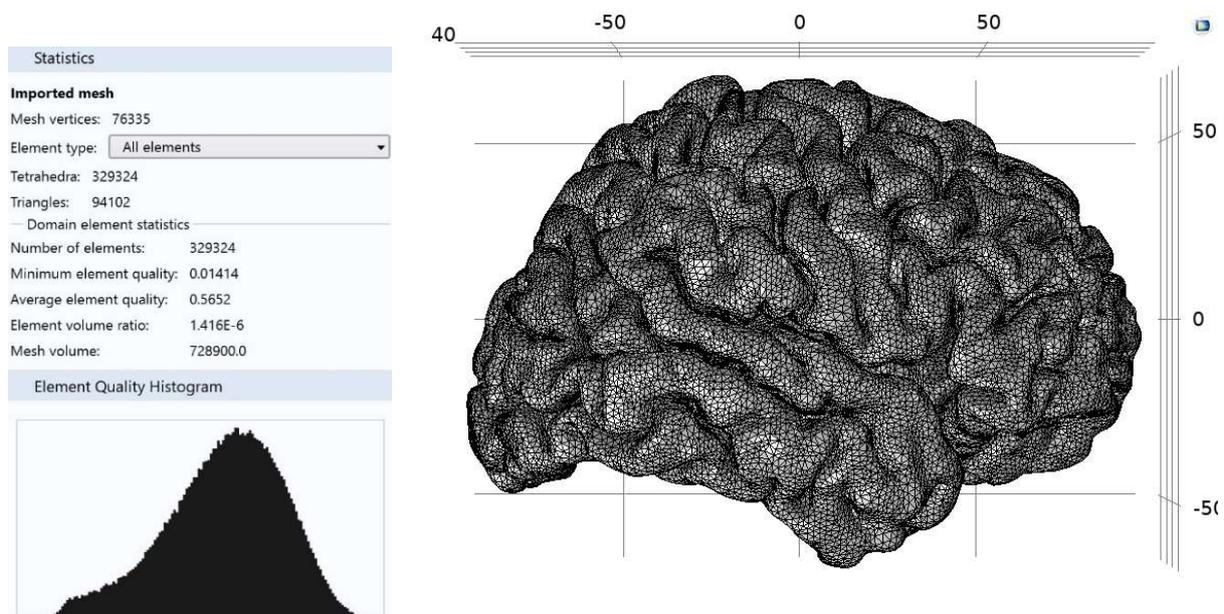 Statistics
Imported mesh
Mesh vertices: 76335
Element type: All elements
Tetrahedra: 329324
Triangles: 94102
Domain element statistics
Number of elements: 329324
Minimum element quality: 0.01414
Average element quality: 0.5652
Element volume ratio: 1.416E-6
Mesh volume: 728900.0
Element Quality Histogram
40 -50 0 50
50
0
-50